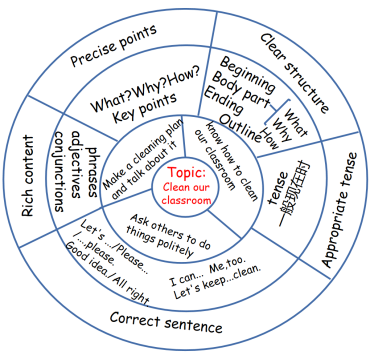 Topic:
Clean our
classroom
Make a cleaning plan
and talk about it
know how to clean
our classroom
Ask others to do
things politely
What?Why?How?
Key points
Beginning
Body part
Ending
Outline
What
Why
How
tense
一般现在时
phrases
adjectives
conjunctions
Let's .../Please...
/....please.
Good idea./All right.
I can... Me,too.
Let's keep...clean.
Precise points
Clear structure
Rich content
Appropriate tense
Correct sentence